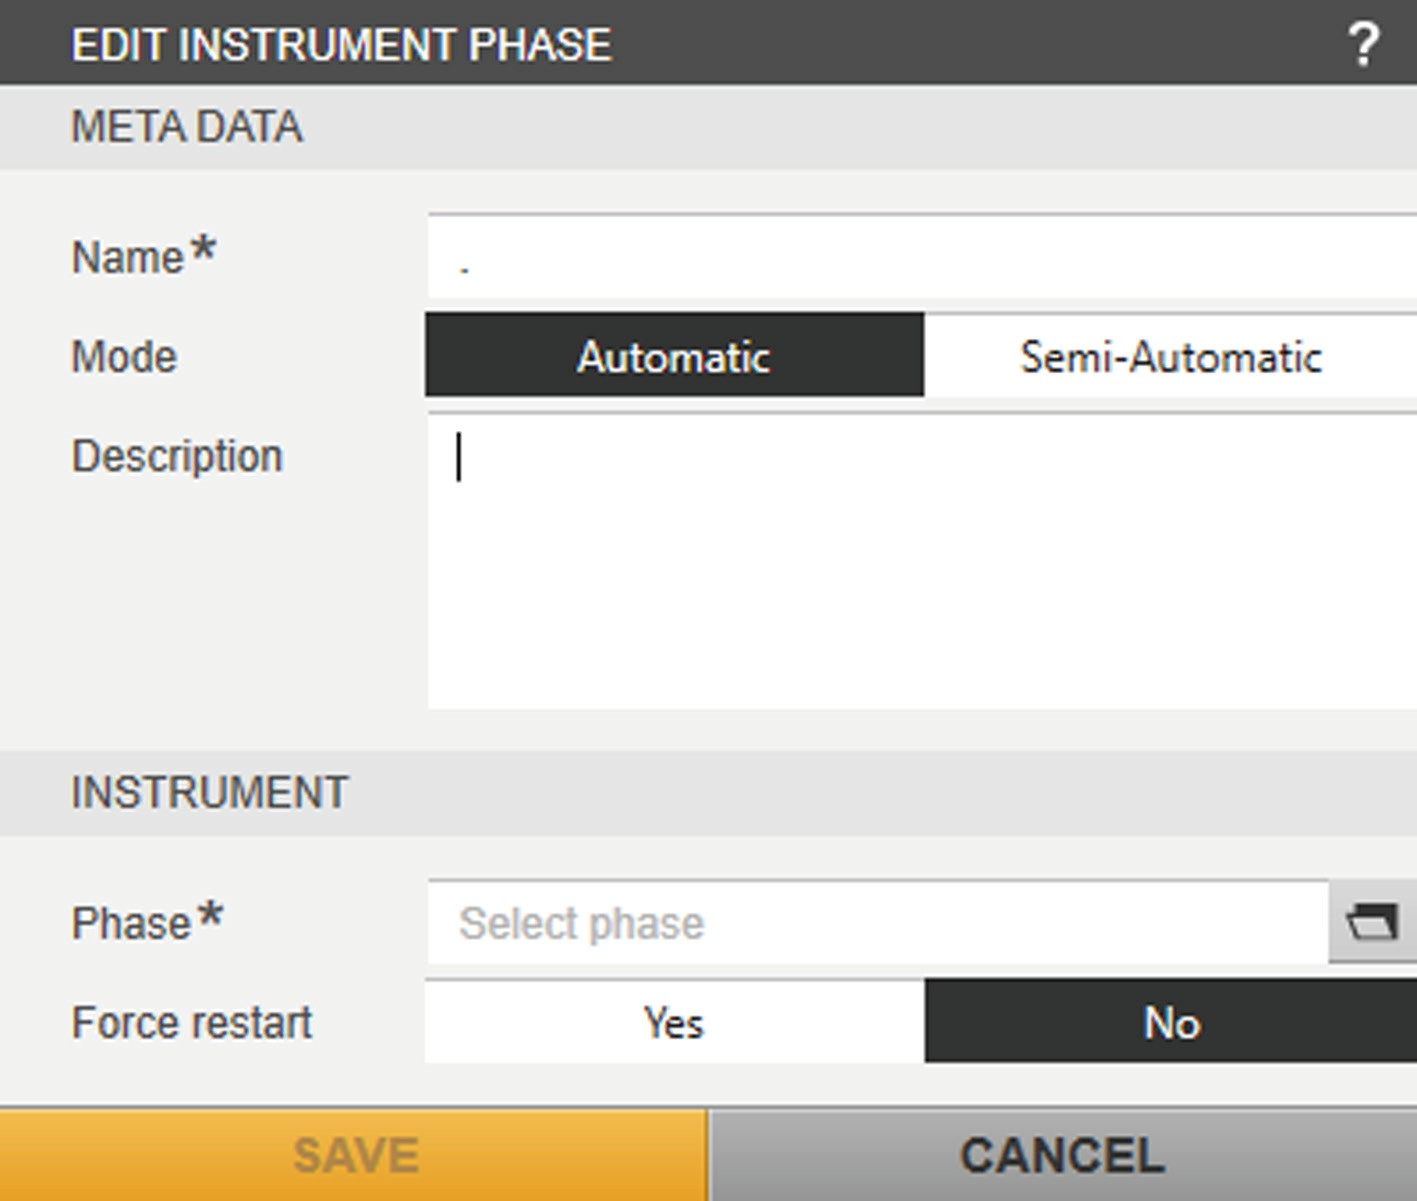 EDIT INSTRUMENT PHASE ?
META DATA
Name* .
Mode Automatic Semi-Automatic
Description
INSTRUMENT
Phase* Select phase
Force restart Yes No
SAVE CANCEL